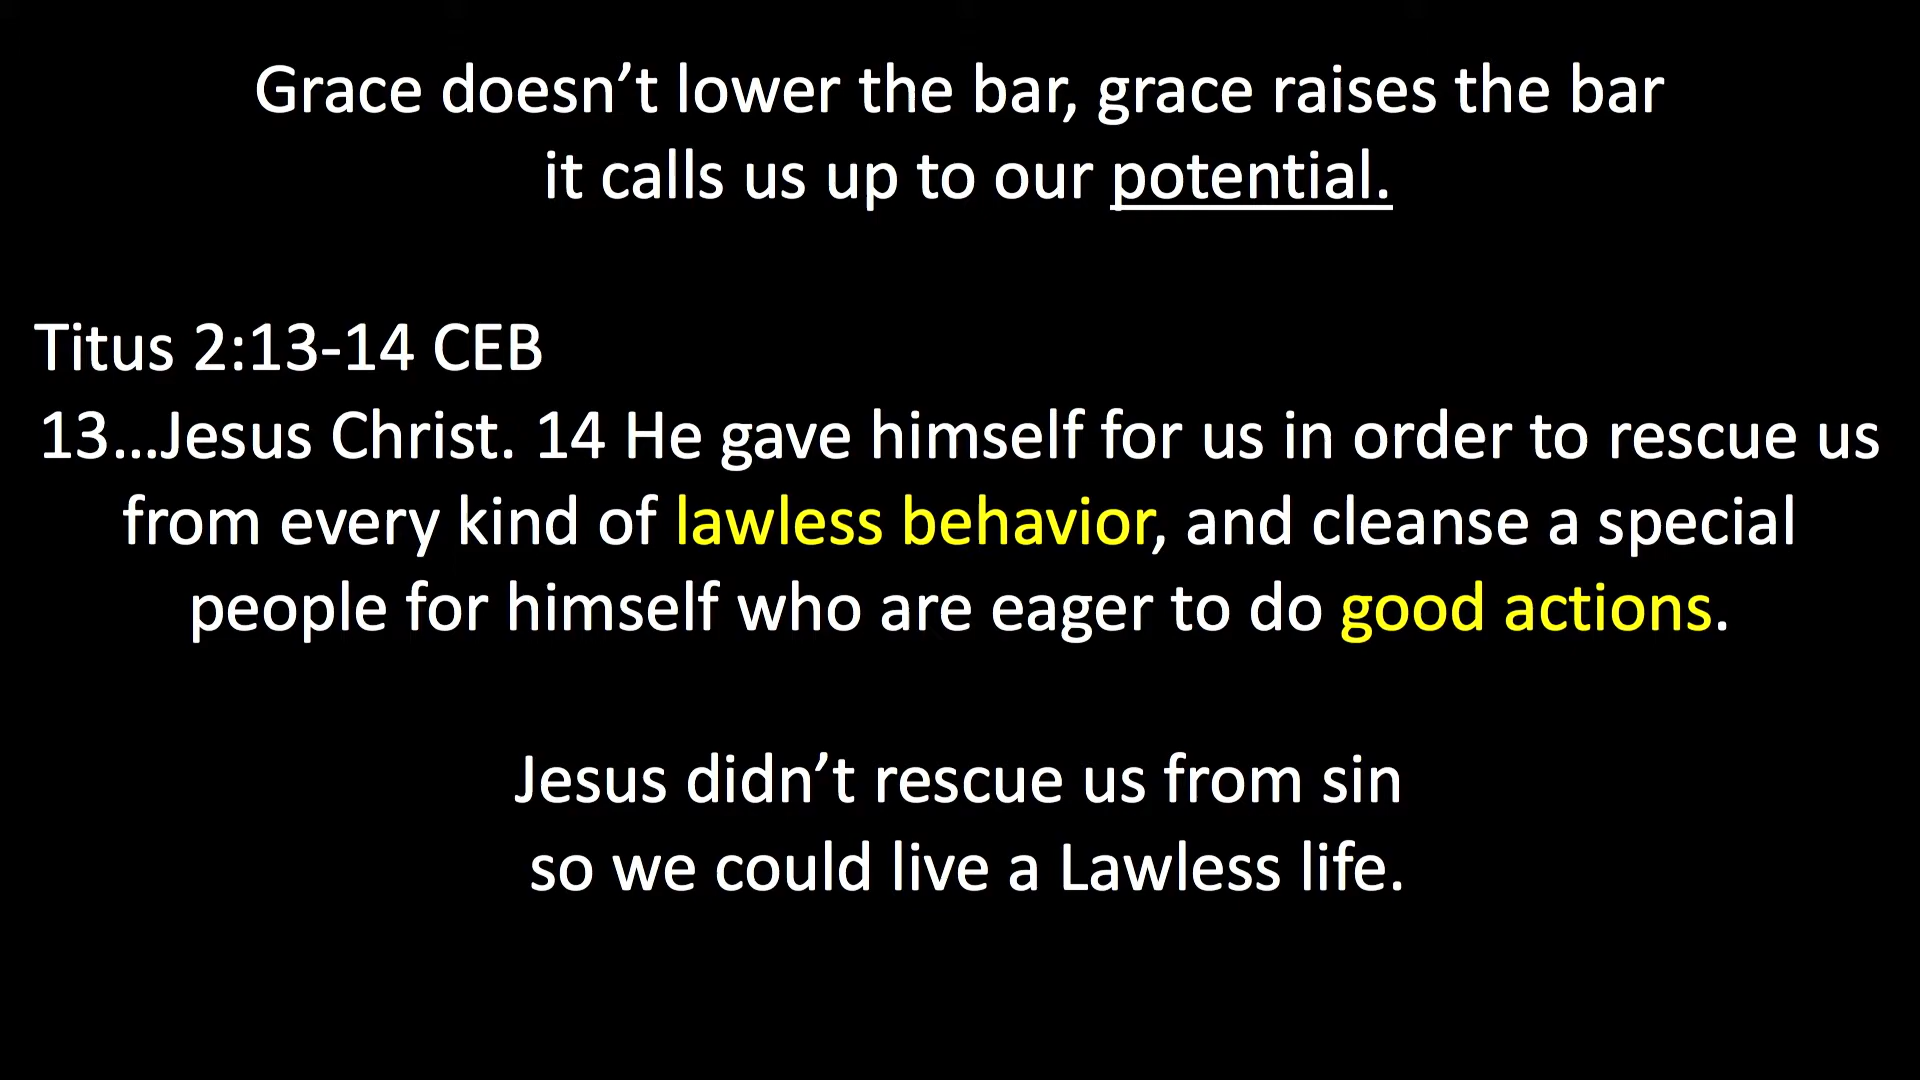 Grace doesn’t lower the bar, grace raises the bar
it calls us up to our potential.
Titus 2:13-14 CEB
13...Jesus Christ. 14 He gave himself for us in order to rescue us
from every kind of lawless behavior, and cleanse a special
people for himself who are eager to do good actions.
Jesus didn’t rescue us from sin
so we could live a Lawless life.